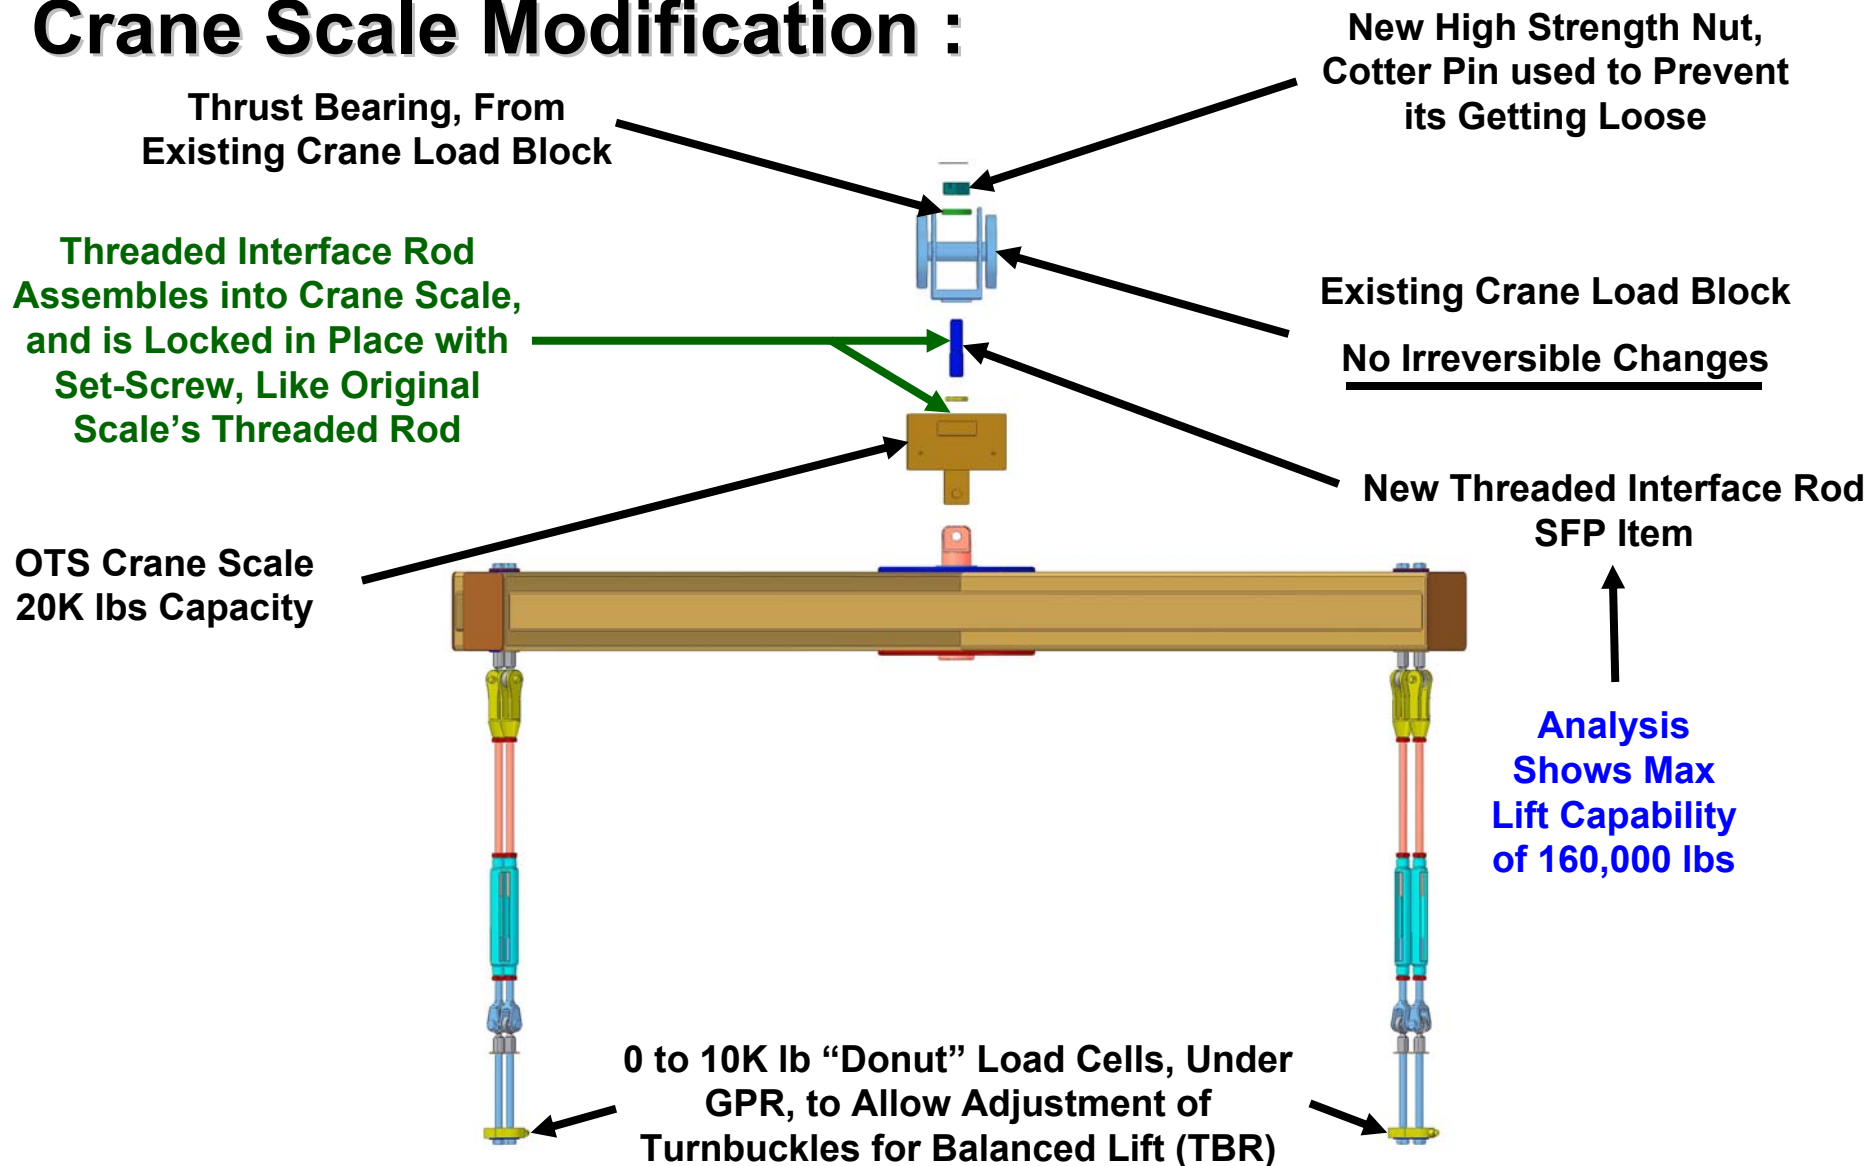 Crane Scale Modification :
New High Strength Nut,
Cotter Pin used to Prevent
its Getting Loose
Thrust Bearing, From
Existing Crane Load Block
Threaded Interface Rod
Assembles into Crane Scale,
and is Locked in Place with
Set-Screw, Like Original
Scale’s Threaded Rod
Existing Crane Load Block
No Irreversible Changes
New Threaded Interface Rod
SFP Item
OTS Crane Scale
20K lbs Capacity
Analysis
Shows Max
Lift Capability
of 160,000 lbs
0 to 10K lb “Donut” Load Cells, Under
GPR, to Allow Adjustment of
Turnbuckles for Balanced Lift (TBR)